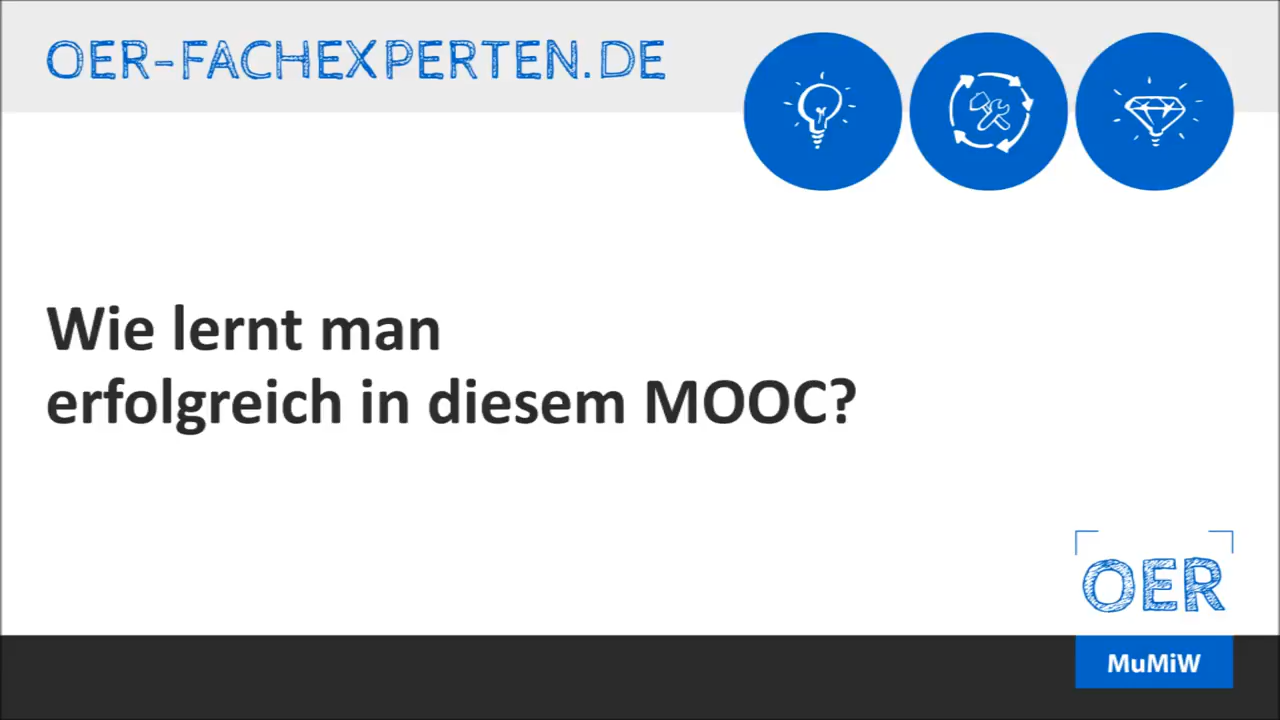 OER-FACHEXPERTEN.DE
Wie lernt man
erfolgreich in diesem MOOC?
OER
MuMiW